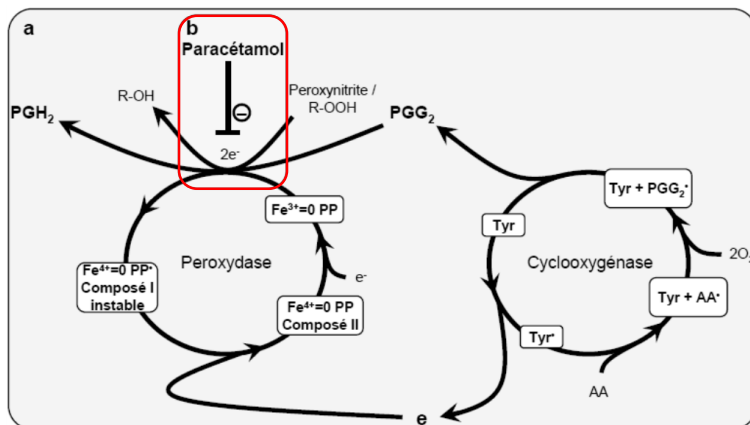 a
b
Paracétamol
R-OH
Peroxynitrite /
R-OOH
PGH2
PGG2
2e-
Fe3+=0 PP
Tyr
Tyr + PGG2•
Fe4+=0 PP•
Composé I
instable
Peroxydase
e-
Fe4+=0 PP
Composé II
Cyclooxygénase
2O2
Tyr + AA•
Tyr•
AA
e